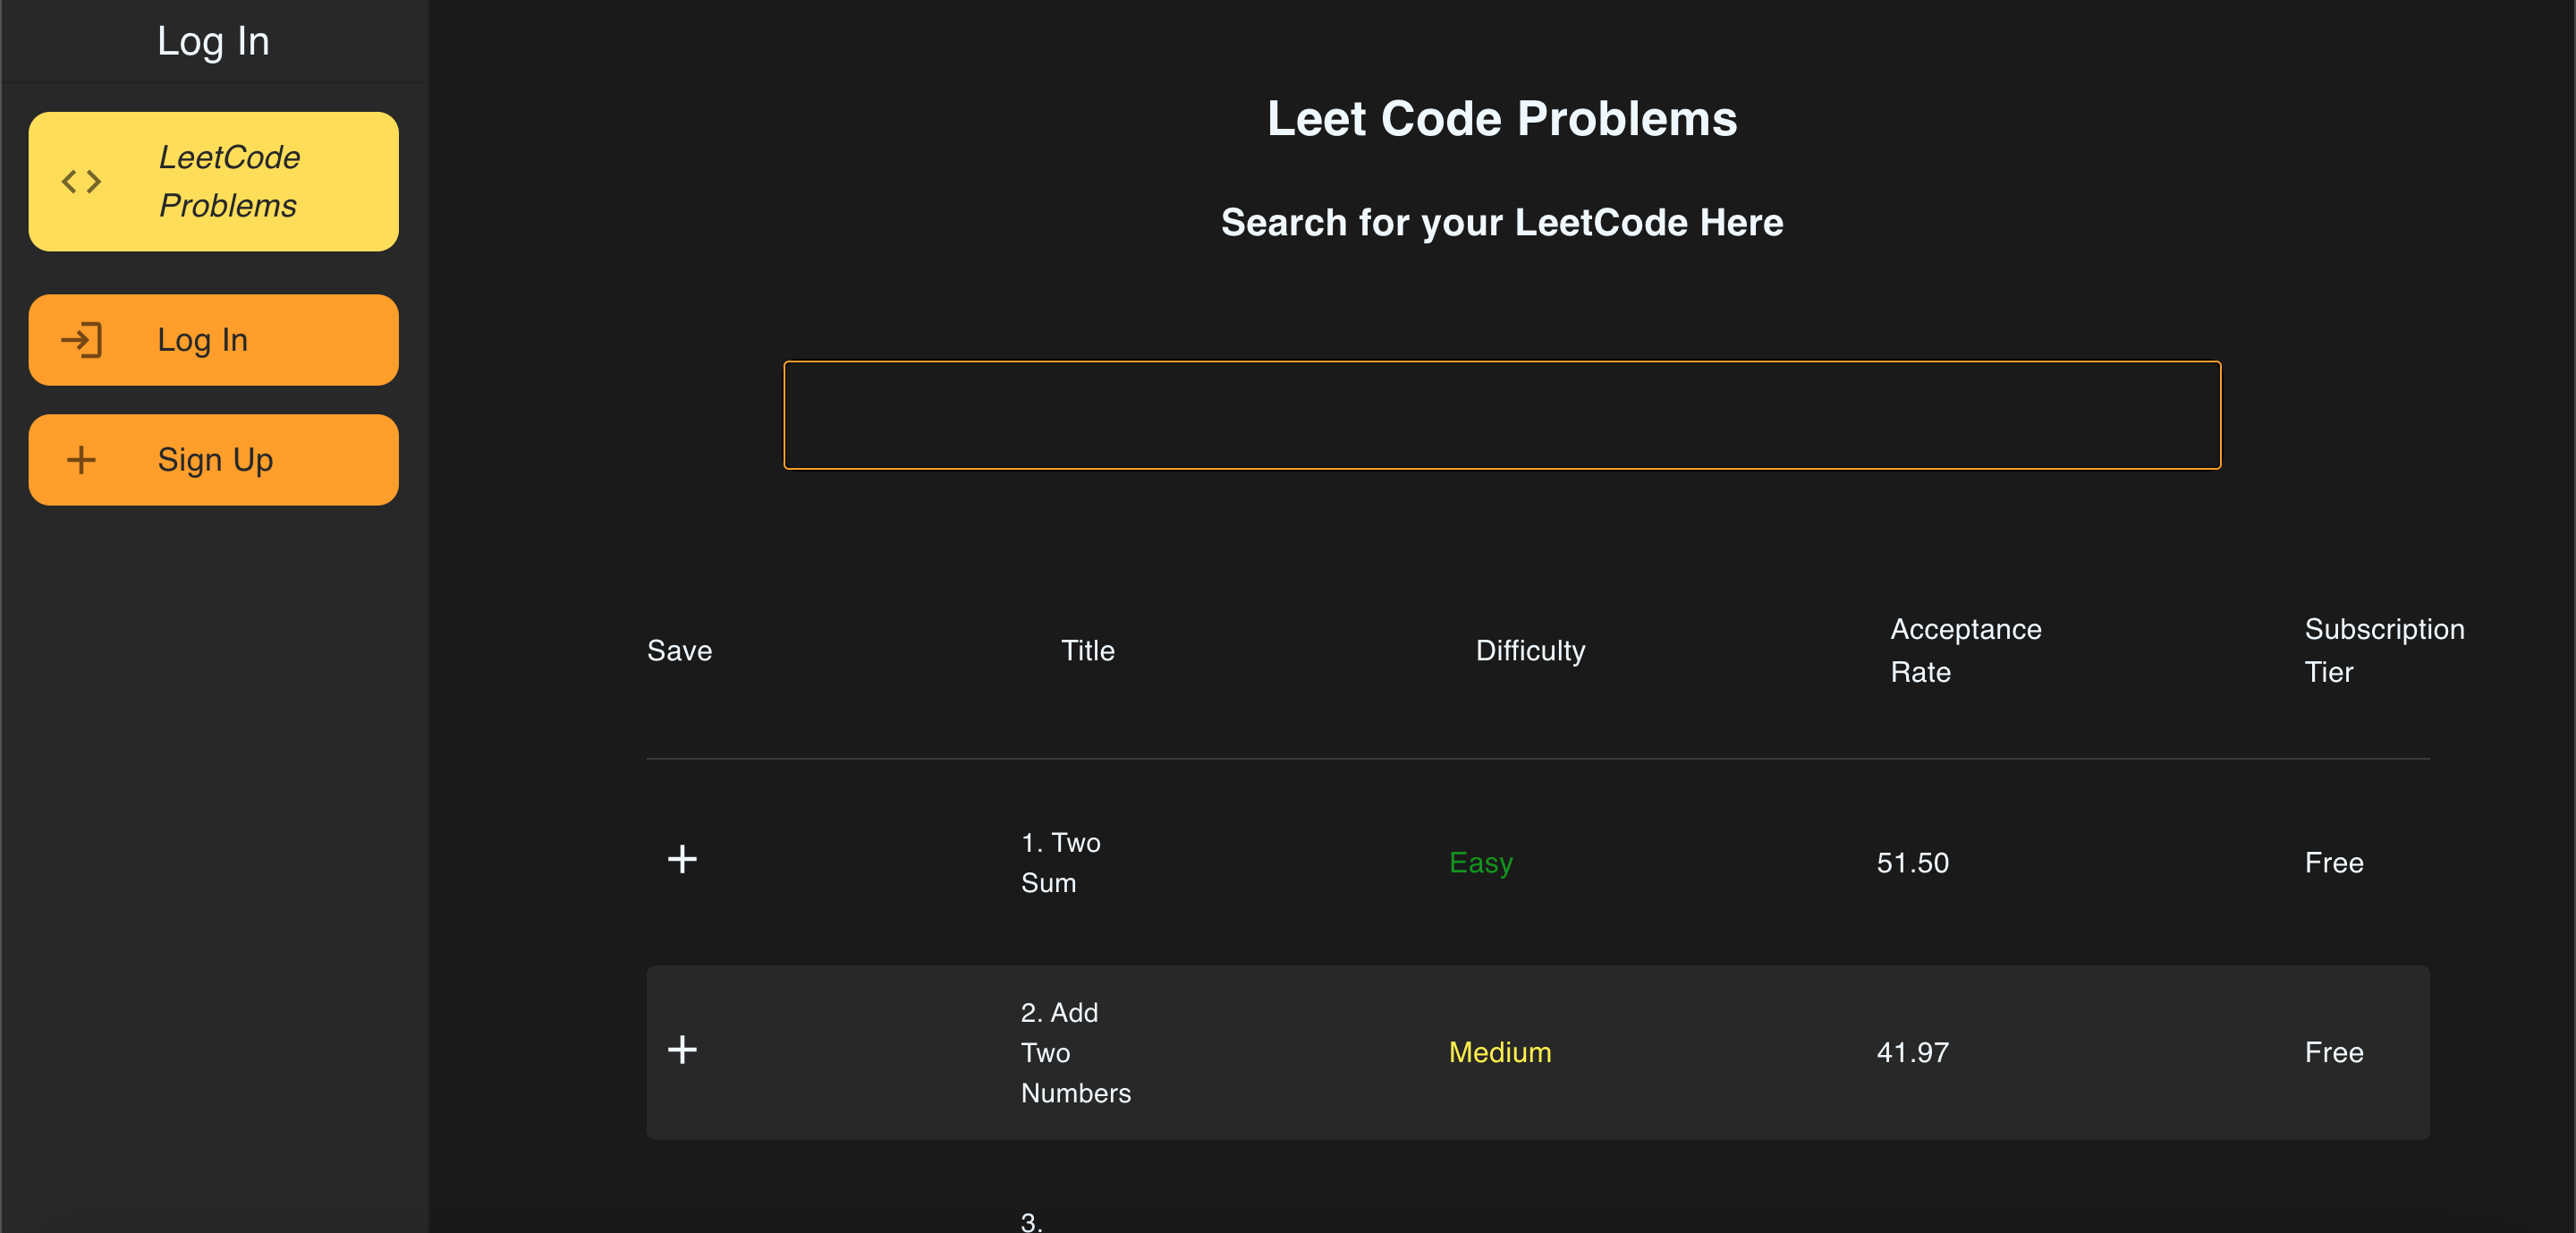 Log In
LeetCode
Problems
Log In
Sign Up
Leet Code Problems
Search for your LeetCode Here
Save
Title
Difficulty
Acceptance
Rate
Subscription
Tier
1. Two
Sum
Easy
51.50
Free
2. Add
Two
Numbers
Medium
41.97
Free
3.